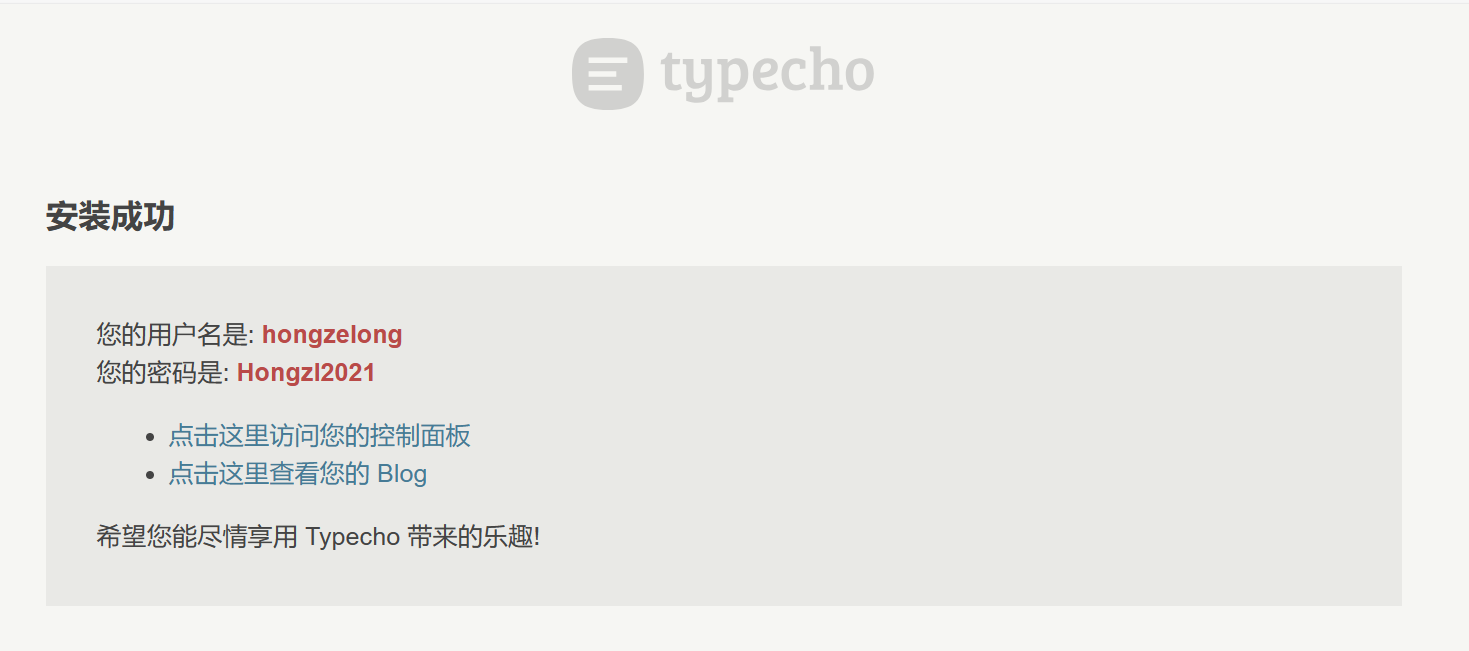 typecho
安装成功
您的用户名是: hongzelong
您的密码是: Hongzl2021
点击这里访问您的控制面板
点击这里查看您的 Blog
希望您能尽情享用 Typecho 带来的乐趣!